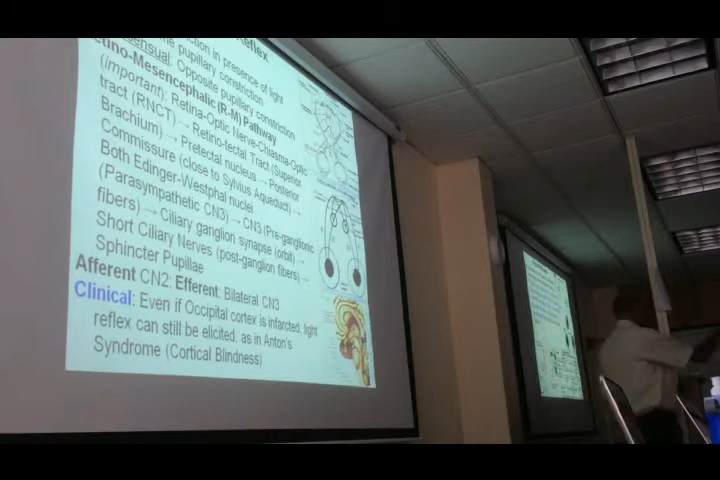 Reflex
ction in presence of light
pupillary constriction
sensual: Opposite pupillary constriction
tino-Mesencephalic (R-M) Pathway
(important): Retina-Optic Nerve-Chiasma-Optic
tract (RNCT) → Retino-tectal Tract (Superior
Brachium) → Pretectal nucleus → Posterior
Commissure (close to Sylvius Aqueduct) →
Both Edinger-Westphal nuclei
(Parasympathetic CN3) → CN3 (Pre-ganglionic
fibers) → Ciliary ganglion synapse (orbit) →
Short Ciliary Nerves (post-ganglion fibers) →
Sphincter Pupillae
Afferent CN2; Efferent: Bilateral CN3
Clinical: Even if Occipital cortex is infarcted, light
reflex can still be elicited, as in Anton's
Syndrome (Cortical Blindness)